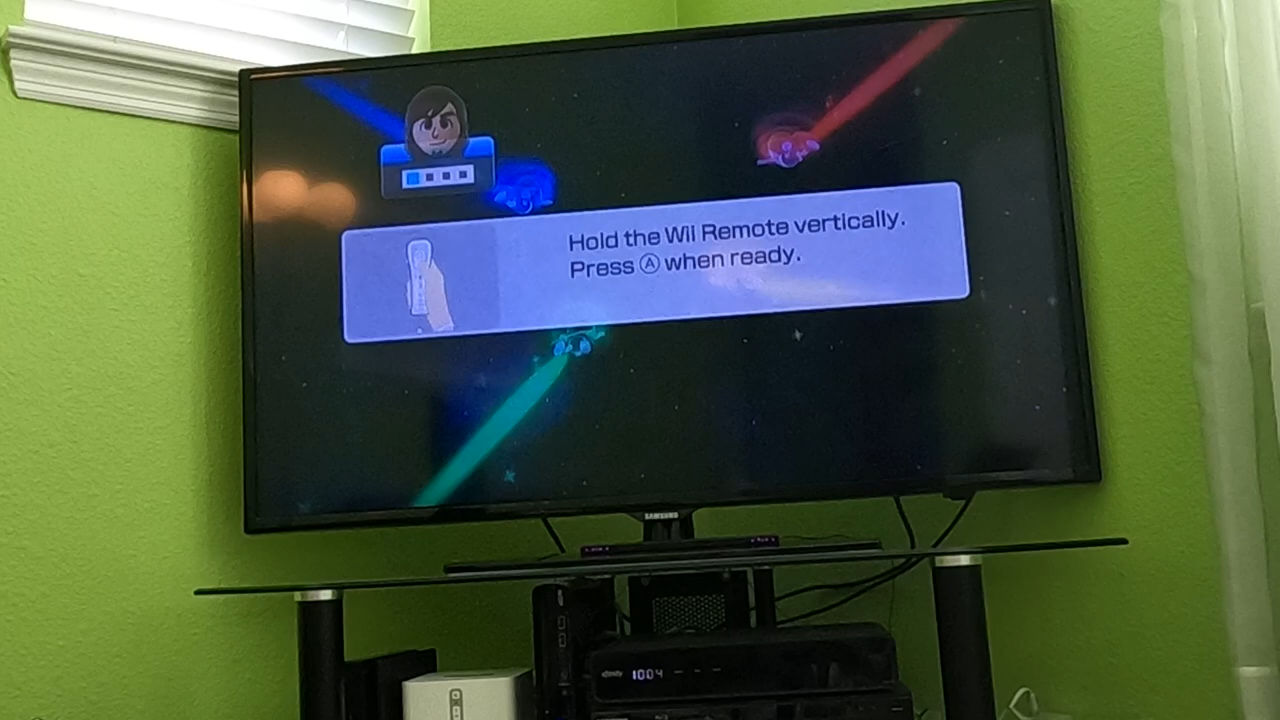 Hold the Wii Remote vertically.
Press Ⓐ when ready.
SAMSUNG
xfinity 1004